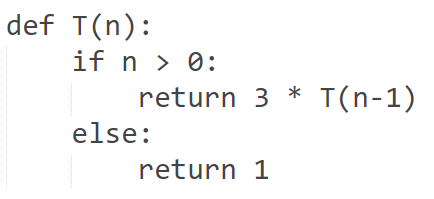 def T(n):
    if n > 0:
        return 3 * T(n-1)
    else:
        return 1